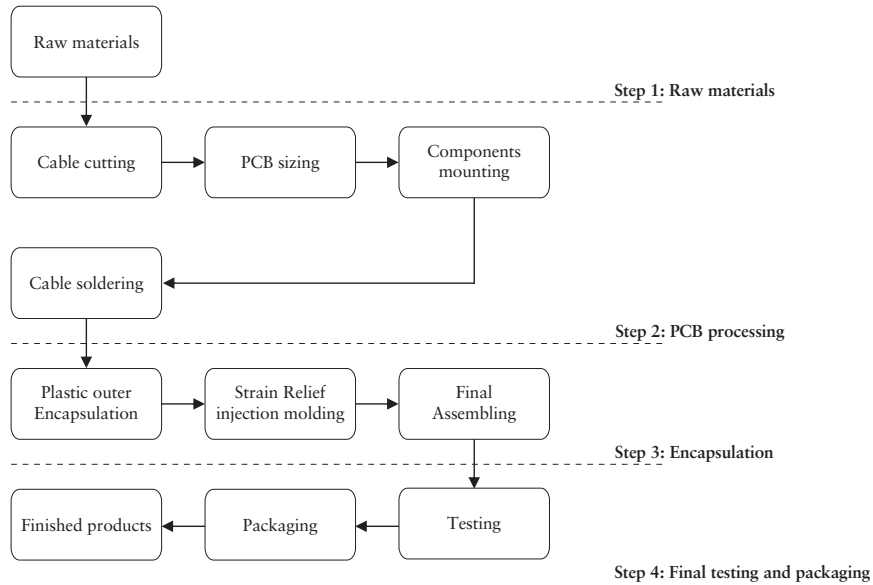 Raw materials
Step 1: Raw materials
Cable cutting
PCB sizing
Components
mounting
Cable soldering
Step 2: PCB processing
Plastic outer
Encapsulation
Strain Relief
injection molding
Final
Assembling
Step 3: Encapsulation
Finished products
Packaging
Testing
Step 4: Final testing and packaging